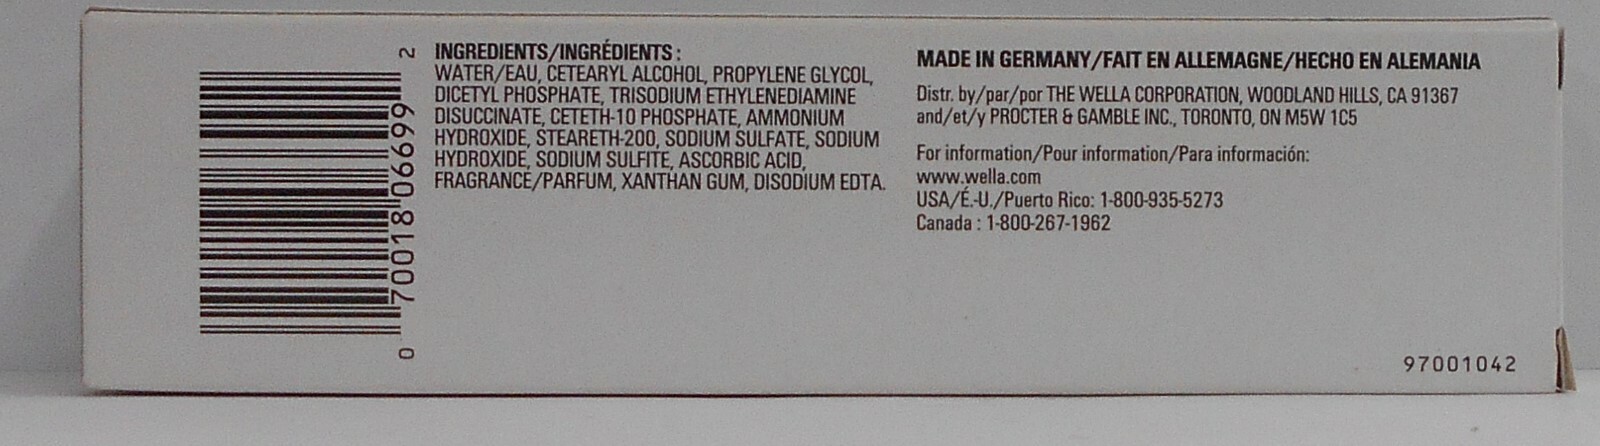 0 70018 06699 2
INGREDIENTS/INGRÉDIENTS :
WATER/EAU, CETEARYL ALCOHOL, PROPYLENE GLYCOL,
DICETYL PHOSPHATE, TRISODIUM ETHYLENEDIAMINE
DISUCCINATE, CETETH-10 PHOSPHATE, AMMONIUM
HYDROXIDE, STEARETH-200, SODIUM SULFATE, SODIUM
HYDROXIDE, SODIUM SULFITE, ASCORBIC ACID,
FRAGRANCE/PARFUM, XANTHAN GUM, DISODIUM EDTA.
MADE IN GERMANY/FAIT EN ALLEMAGNE/HECHO EN ALEMANIA
Distr. by/par/por THE WELLA CORPORATION, WOODLAND HILLS, CA 91367
and/et/y PROCTER & GAMBLE INC., TORONTO, ON M5W 1C5
For information/Pour information/Para información:
www.wella.com
USA/É.-U./Puerto Rico: 1-800-935-5273
Canada : 1-800-267-1962
97001042